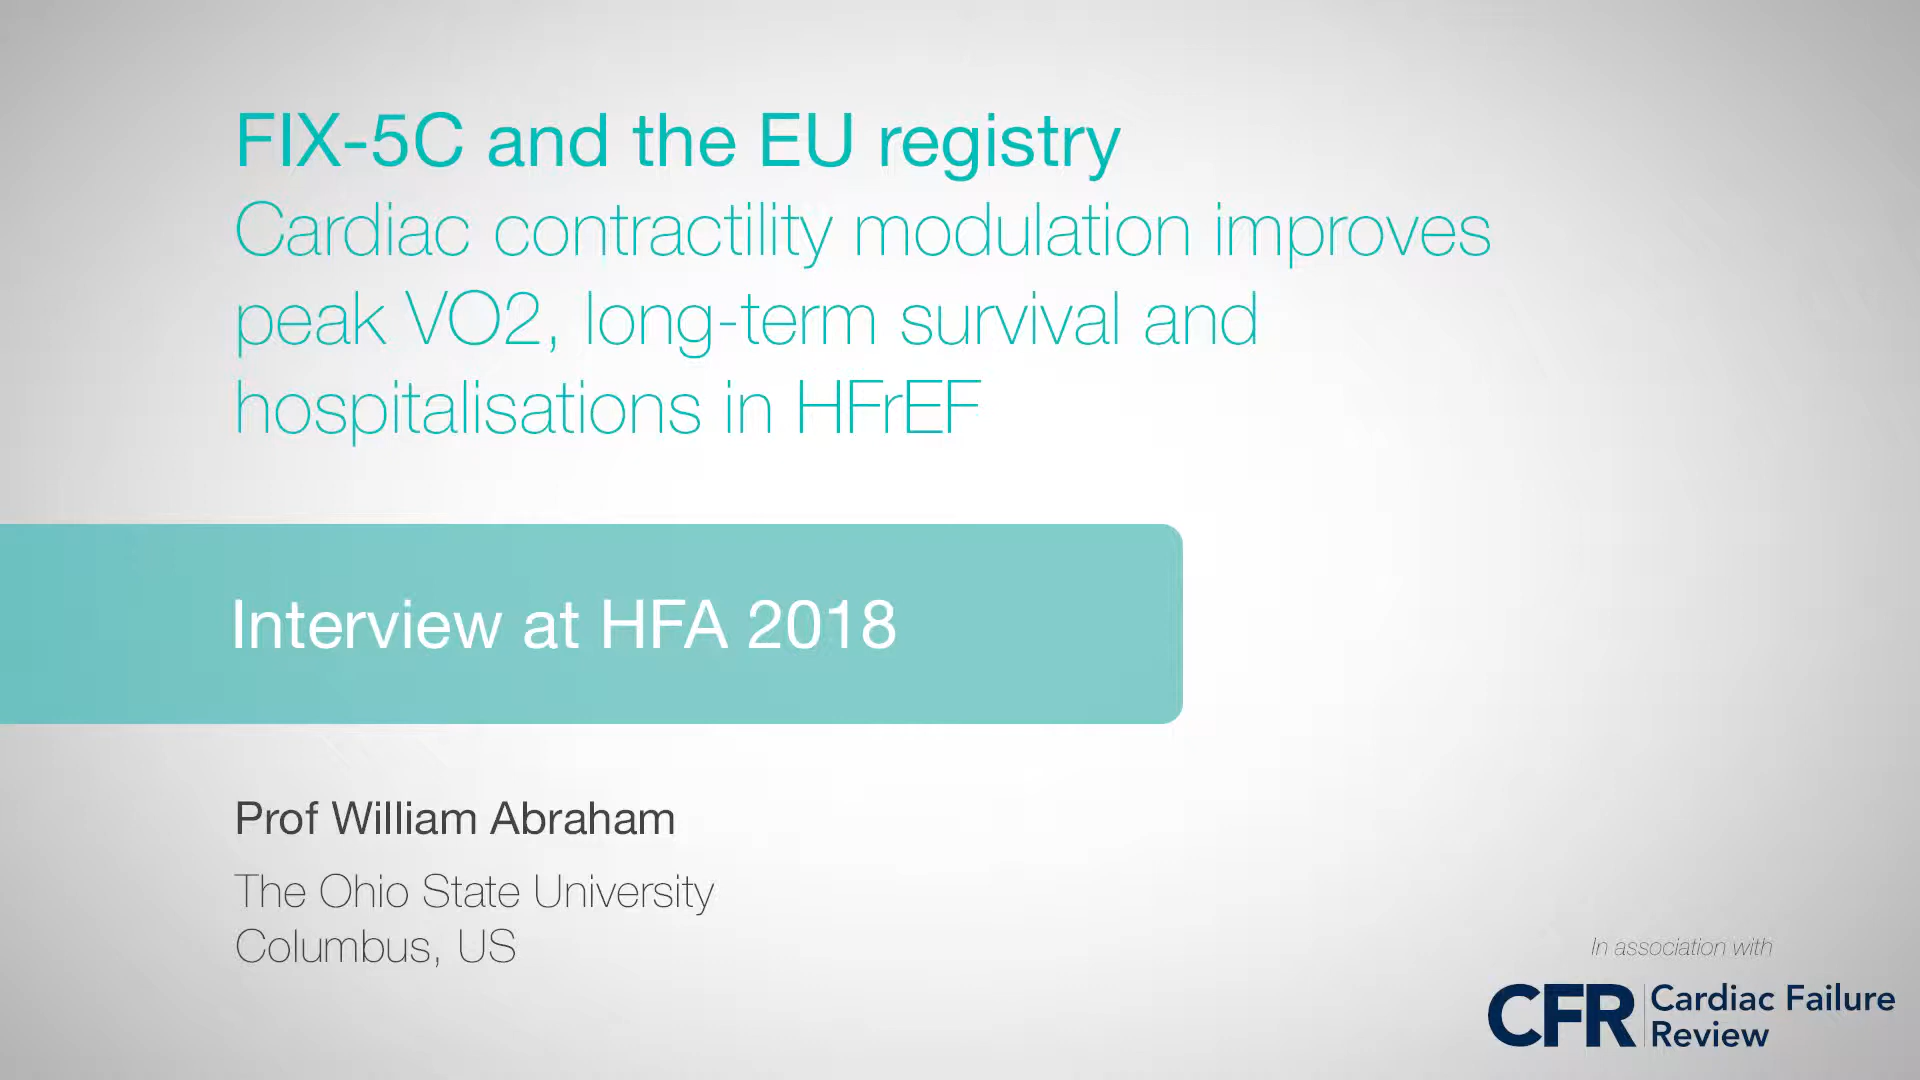 FIX-5C and the EU registry
Cardiac contractility modulation improves
peak VO2, long-term survival and
hospitalisations in HFrEF
Interview at HFA 2018
Prof William Abraham
The Ohio State University
Columbus, US
In association with
CFR Cardiac Failure
Review